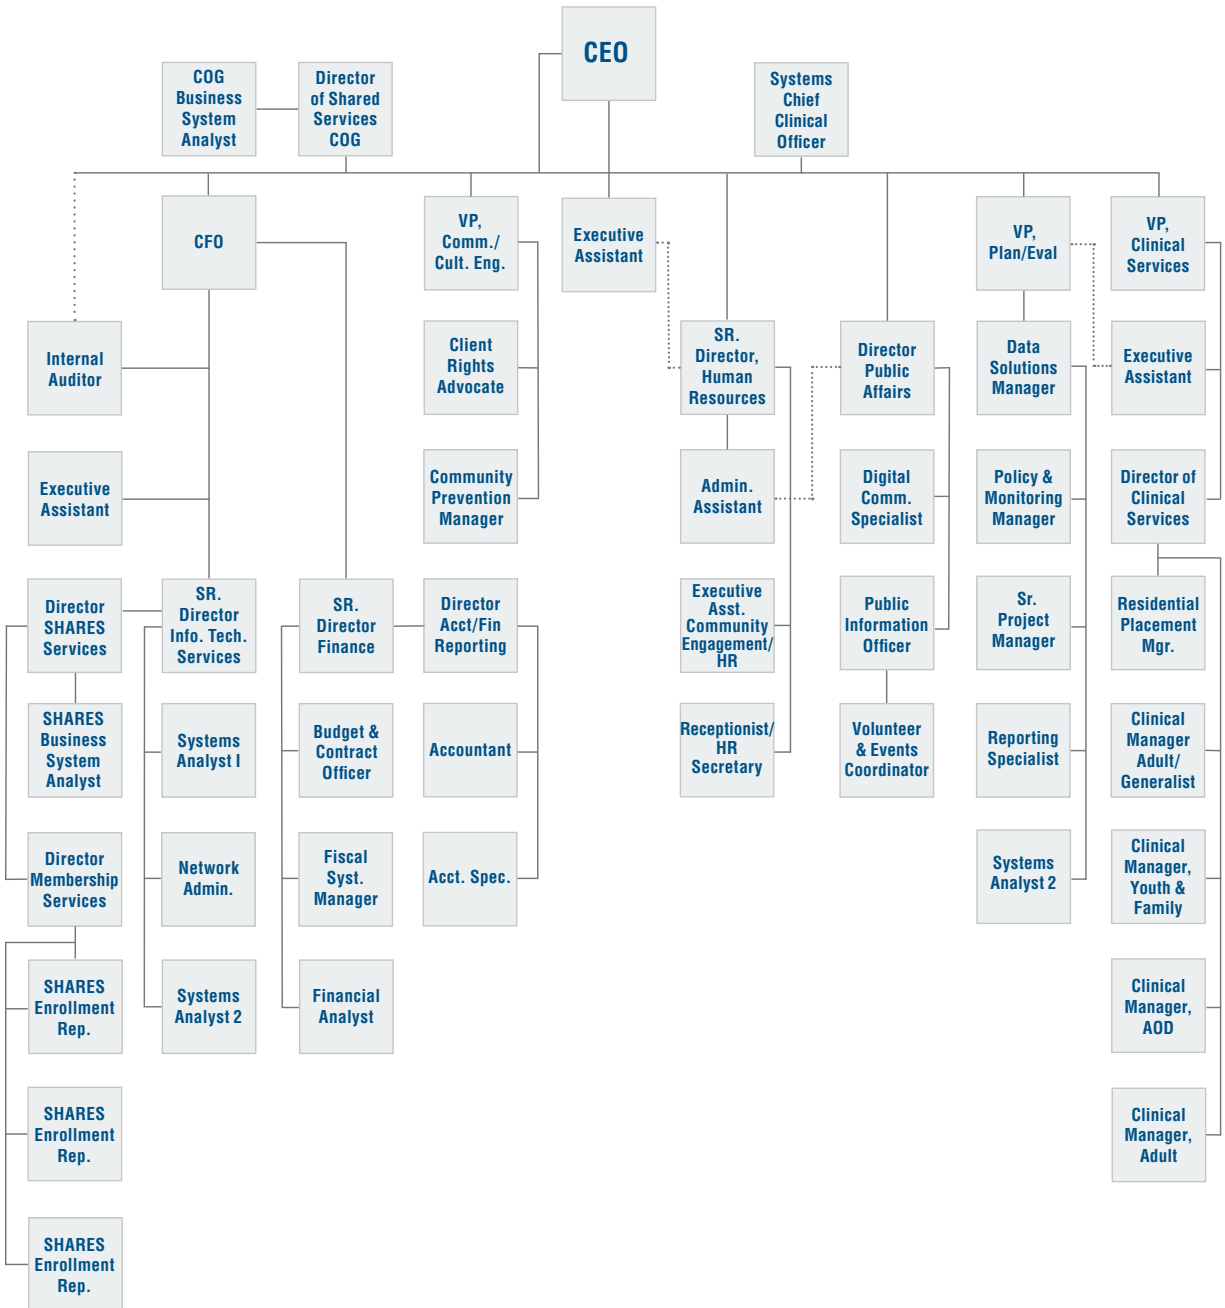 CEO
COG
Business
System
Analyst
Director
of Shared
Services
COG
Systems
Chief
Clinical
Officer
CFO
VP,
Comm./
Cult. Eng.
Executive
Assistant
VP,
Plan/Eval
VP,
Clinical
Services
Internal
Auditor
Client
Rights
Advocate
SR.
Director,
Human
Resources
Director
Public
Affairs
Data
Solutions
Manager
Executive
Assistant
Executive
Assistant
Community
Prevention
Manager
Admin.
Assistant
Digital
Comm.
Specialist
Policy &
Monitoring
Manager
Director of
Clinical
Services
Director
SHARES
Services
SR.
Director
Info. Tech.
Services
SR.
Director
Finance
Director
Acct/Fin
Reporting
Executive
Asst.
Community
Engagement/
HR
Public
Information
Officer
Sr.
Project
Manager
Residential
Placement
Mgr.
SHARES
Business
System
Analyst
Systems
Analyst I
Budget &
Contract
Officer
Accountant
Receptionist/
HR
Secretary
Volunteer
& Events
Coordinator
Reporting
Specialist
Clinical
Manager
Adult/
Generalist
Director
Membership
Services
Network
Admin.
Fiscal
Syst.
Manager
Acct. Spec.
Systems
Analyst 2
Clinical
Manager,
Youth &
Family
SHARES
Enrollment
Rep.
Systems
Analyst 2
Financial
Analyst
Clinical
Manager,
AOD
SHARES
Enrollment
Rep.
Clinical
Manager,
Adult
SHARES
Enrollment
Rep.